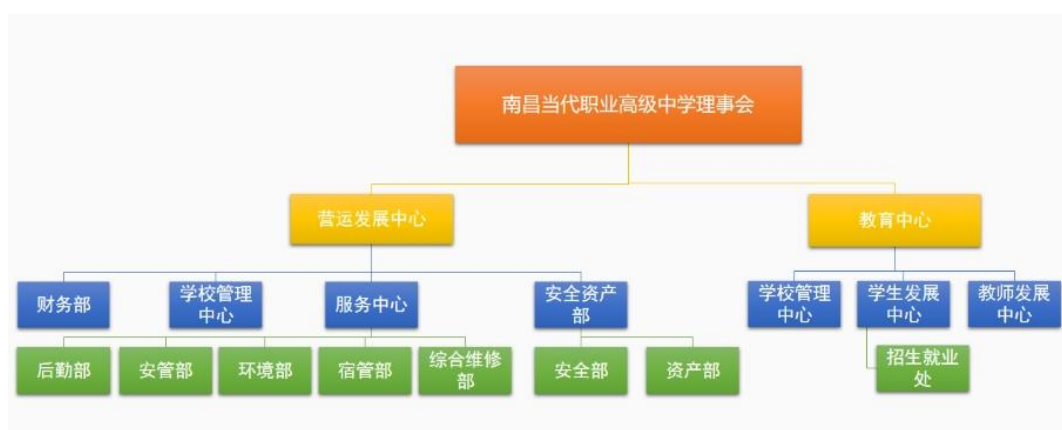 南昌当代职业高级中学理事会
营运发展中心
教育中心
财务部
学校管理
中心
服务中心
安全资产
部
学校管理
中心
学生发展
中心
教师发展
中心
后勤部
安管部
环境部
宿管部
综合维修
部
安全部
资产部
招生就业
处